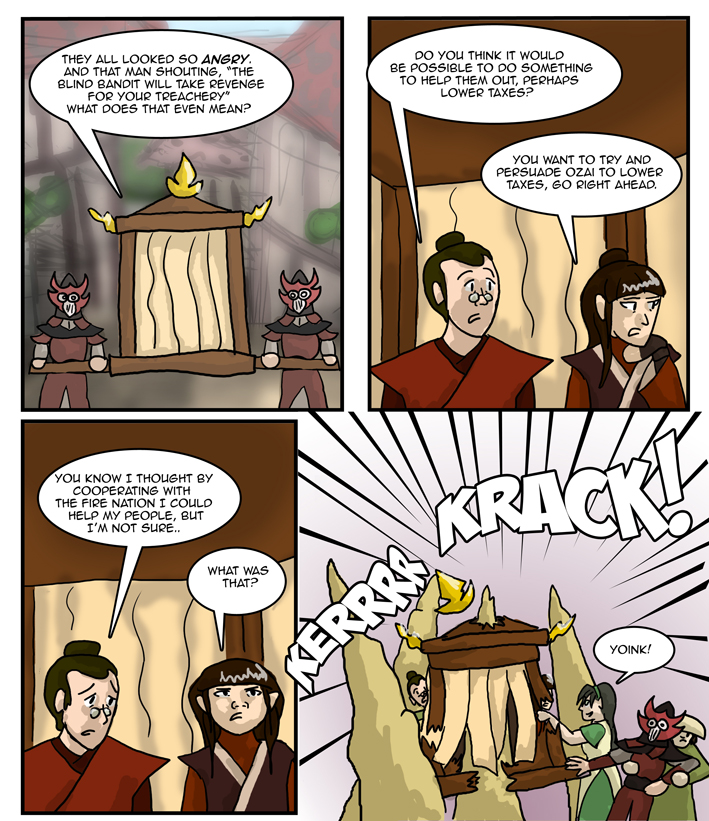 THEY ALL LOOKED SO ANGRY.
AND THAT MAN SHOUTING, "THE
BLIND BANDIT WILL TAKE REVENGE
FOR YOUR TREACHERY"
WHAT DOES THAT EVEN MEAN?
DO YOU THINK IT WOULD
BE POSSIBLE TO DO SOMETHING
TO HELP THEM OUT, PERHAPS
LOWER TAXES?
YOU WANT TO TRY AND
PERSUADE OZAI TO LOWER
TAXES, GO RIGHT AHEAD.
YOU KNOW I THOUGHT BY
COOPERATING WITH
THE FIRE NATION I COULD
HELP MY PEOPLE, BUT
I'M NOT SURE..
WHAT WAS
THAT?
KERRRR
KRACK!
YOINK!